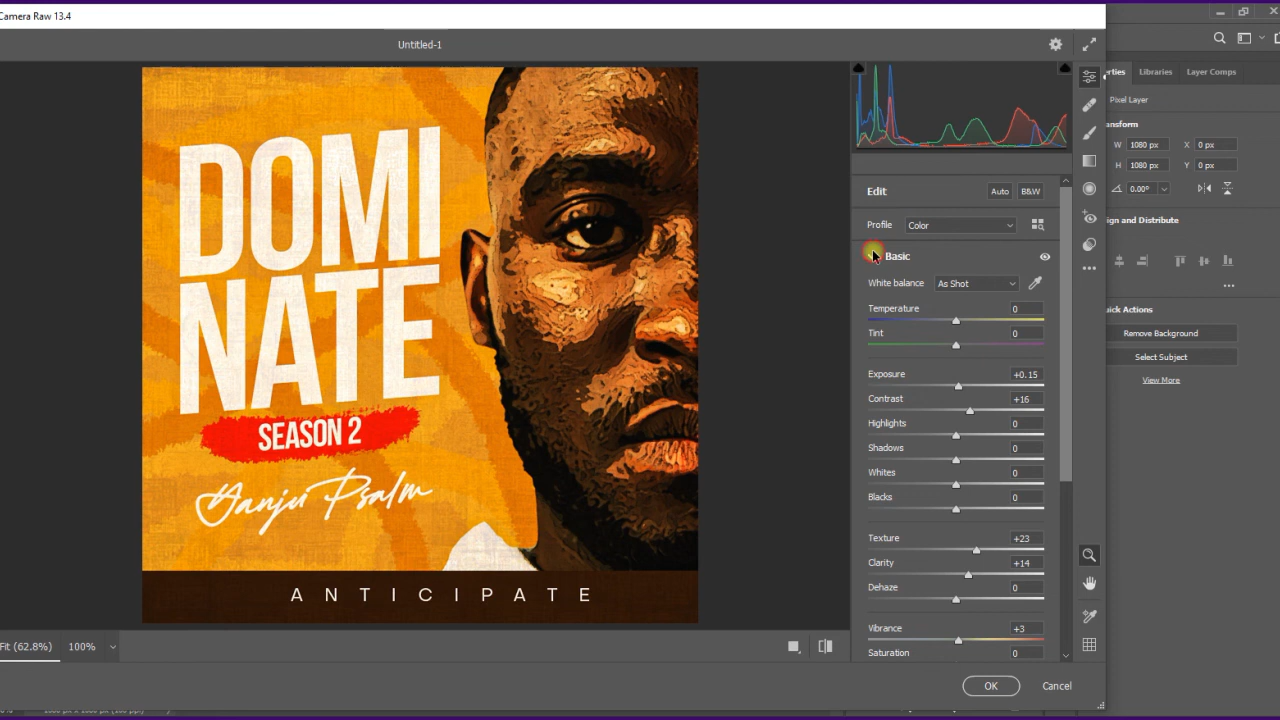 Camera Raw 13.4
Untitled-1
DOMI
NATE
SEASON 2
Yanju Psalm
ANTICIPATE
Fit (62.8%)
100%
Edit
Auto
B&W
Profile
Color
Basic
White balance
As Shot
Temperature
0
Tint
0
Exposure
+0.15
Contrast
+16
Highlights
0
Shadows
0
Whites
0
Blacks
0
Texture
+23
Clarity
+14
Dehaze
0
Vibrance
+3
Saturation
0
OK
Cancel
erties
Libraries
Layer Comps
Pixel Layer
ansform
W
1080 px
X
0 px
H
1080 px
Y
0 px
0.00°
ign and Distribute
uick Actions
Remove Background
Select Subject
View More